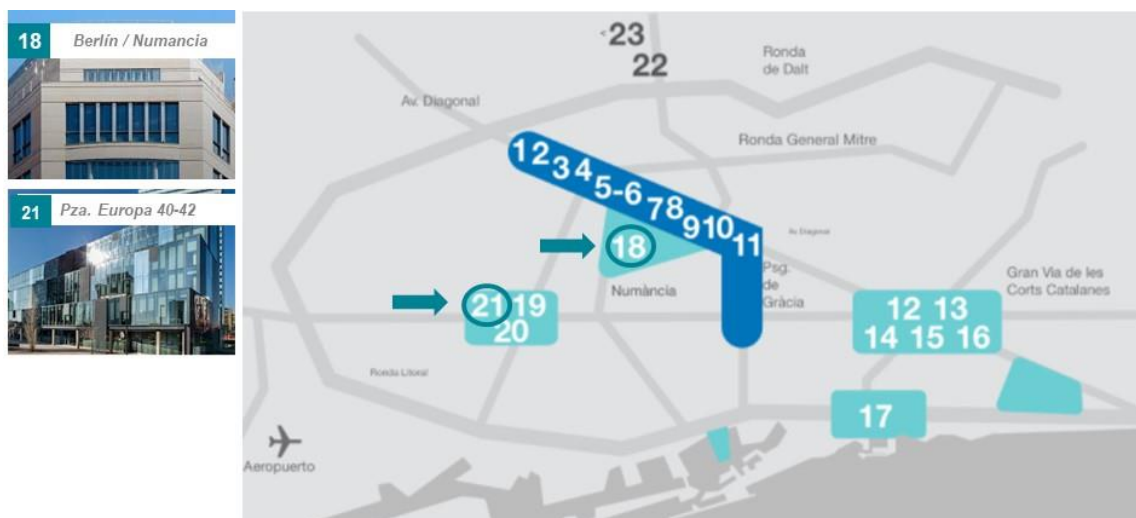 18 Berlín / Numancia
21 Pza. Europa 40-42
23
22
Ronda
de Dalt
Av. Diagonal
Ronda General Mitre
1 2 3 4 5-6 7 8 9 10 11
18
Av Diagonal
Numància
Psg.
de
Gràcia
Gran Via de les
Corts Catalanes
21 19
20
12 13
14 15 16
Ronda Litoral
17
Aeropuerto